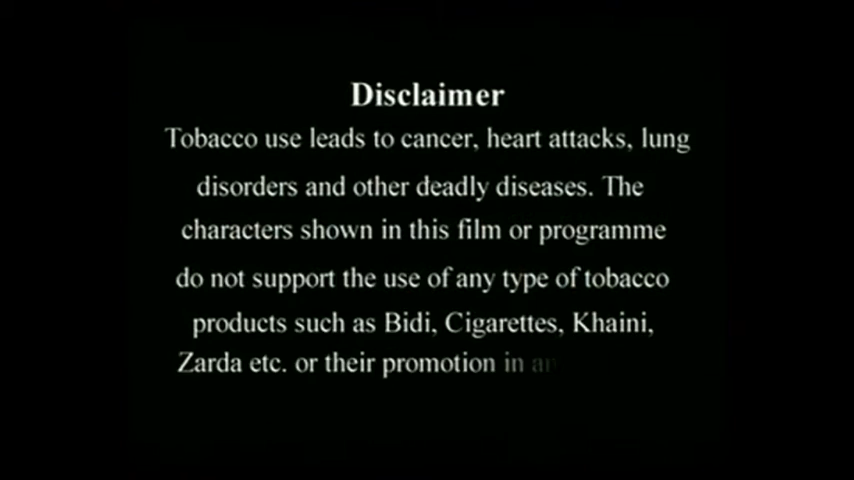 Disclaimer
Tobacco use leads to cancer, heart attacks, lung
disorders and other deadly diseases. The
characters shown in this film or programme
do not support the use of any type of tobacco
products such as Bidi, Cigarettes, Khaini,
Zarda etc. or their promotion in